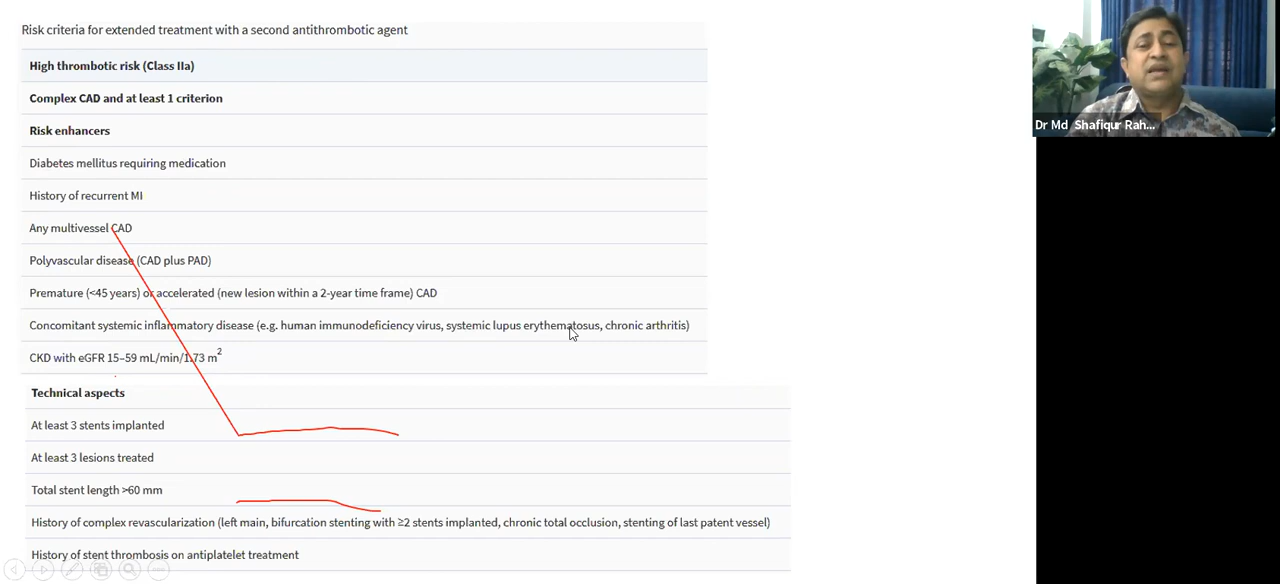 Risk criteria for extended treatment with a second antithrombotic agent
High thrombotic risk (Class IIa)
Complex CAD and at least 1 criterion
Risk enhancers
Diabetes mellitus requiring medication
History of recurrent MI
Any multivessel CAD
Polyvascular disease (CAD plus PAD)
Premature (<45 years) or accelerated (new lesion within a 2-year time frame) CAD
Concomitant systemic inflammatory disease (e.g. human immunodeficiency virus, systemic lupus erythematosus, chronic arthritis)
CKD with eGFR 15–59 mL/min/1.73 m²
Technical aspects
At least 3 stents implanted
At least 3 lesions treated
Total stent length >60 mm
History of complex revascularization (left main, bifurcation stenting with ≥2 stents implanted, chronic total occlusion, stenting of last patent vessel)
History of stent thrombosis on antiplatelet treatment
Dr Md Shafiqur Rah...